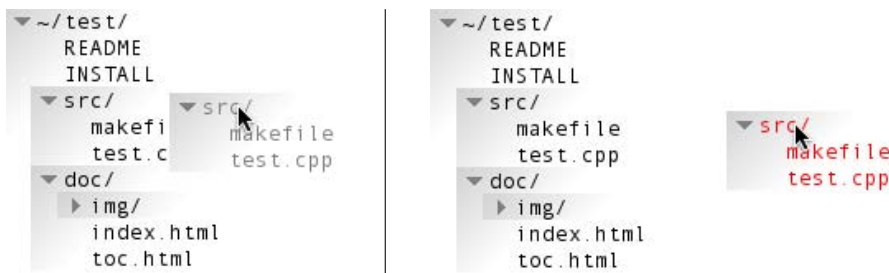 ~/test/
README
INSTALL
src/
makefi
test.c
doc/
img/
index.html
toc.html
src/
makefile
test.cpp
~/test/
README
INSTALL
src/
makefile
test.cpp
doc/
img/
index.html
toc.html
src/
makefile
test.cpp